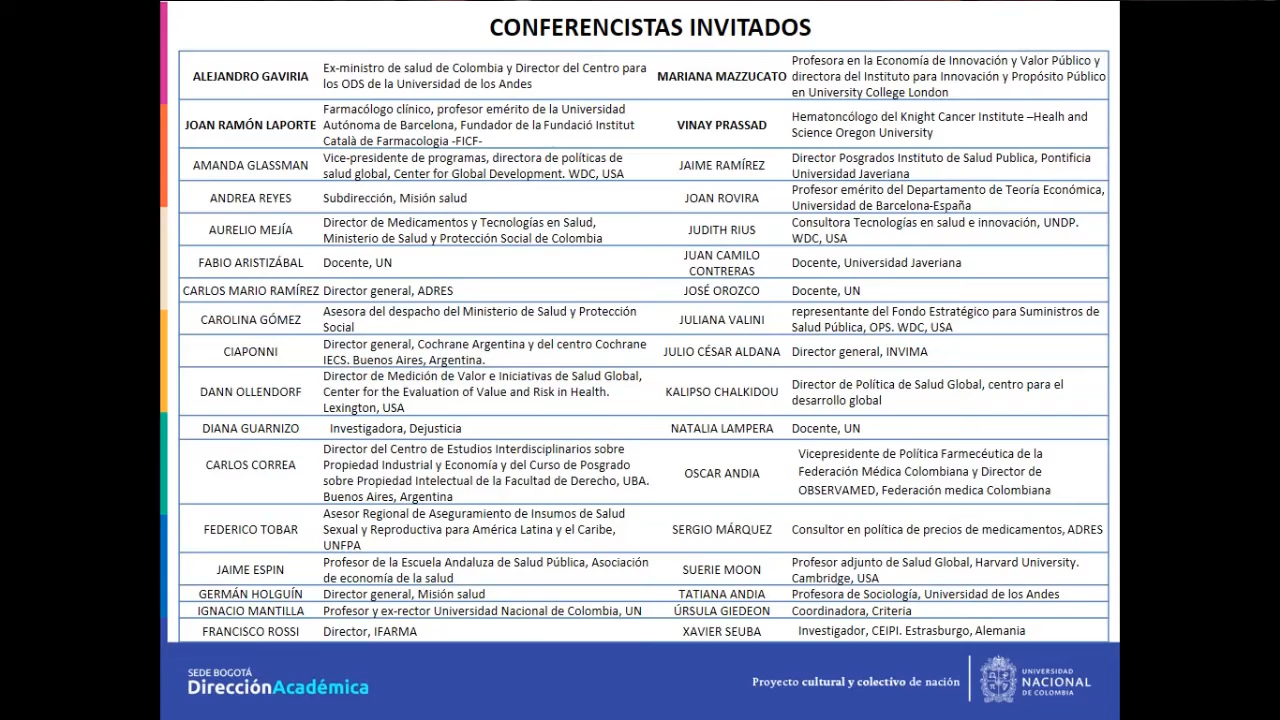 CONFERENCISTAS INVITADOS
ALEJANDRO GAVIRIA
Ex-ministro de salud de Colombia y Director del Centro para
los ODS de la Universidad de los Andes
MARIANA MAZZUCATO
Profesora en la Economía de Innovación y Valor Público y
directora del Instituto para Innovación y Propósito Público
en University College London
JOAN RAMÓN LAPORTE
Farmacólogo clínico, profesor emérito de la Universidad
Autónoma de Barcelona, Fundador de la Fundació Institut
Català de Farmacologia -FICF-
VINAY PRASSAD
Hematoncólogo del Knight Cancer Institute –Healh and
Science Oregon University
AMANDA GLASSMAN
Vice-presidente de programas, directora de políticas de
salud global, Center for Global Development. WDC, USA
JAIME RAMÍREZ
Director Posgrados Instituto de Salud Publica, Pontificia
Universidad Javeriana
ANDREA REYES
Subdirección, Misión salud
JOAN ROVIRA
Profesor emérito del Departamento de Teoría Económica,
Universidad de Barcelona-España
AURELIO MEJÍA
Director de Medicamentos y Tecnologías en Salud,
Ministerio de Salud y Protección Social de Colombia
JUDITH RIUS
Consultora Tecnologías en salud e innovación, UNDP.
WDC, USA
FABIO ARISTIZÁBAL
Docente, UN
JUAN CAMILO
CONTRERAS
Docente, Universidad Javeriana
CARLOS MARIO RAMÍREZ
Director general, ADRES
JOSÉ OROZCO
Docente, UN
CAROLINA GÓMEZ
Asesora del despacho del Ministerio de Salud y Protección
Social
JULIANA VALINI
representante del Fondo Estratégico para Suministros de
Salud Pública, OPS. WDC, USA
CIAPONNI
Director general, Cochrane Argentina y del centro Cochrane
IECS. Buenos Aires, Argentina.
JULIO CÉSAR ALDANA
Director general, INVIMA
DANN OLLENDORF
Director de Medición de Valor e Iniciativas de Salud Global,
Center for the Evaluation of Value and Risk in Health.
Lexington, USA
KALIPSO CHALKIDOU
Director de Política de Salud Global, centro para el
desarrollo global
DIANA GUARNIZO
Investigadora, Dejusticia
NATALIA LAMPERA
Docente, UN
CARLOS CORREA
Director del Centro de Estudios Interdisciplinarios sobre
Propiedad Industrial y Economía y del Curso de Posgrado
sobre Propiedad Intelectual de la Facultad de Derecho, UBA.
Buenos Aires, Argentina
OSCAR ANDIA
Vicepresidente de Política Farmecéutica de la
Federación Médica Colombiana y Director de
OBSERVAMED, Federación medica Colombiana
FEDERICO TOBAR
Asesor Regional de Aseguramiento de Insumos de Salud
Sexual y Reproductiva para América Latina y el Caribe,
UNFPA
SERGIO MÁRQUEZ
Consultor en política de precios de medicamentos, ADRES
JAIME ESPIN
Profesor de la Escuela Andaluza de Salud Pública, Asociación
de economía de la salud
SUERIE MOON
Profesor adjunto de Salud Global, Harvard University.
Cambridge, USA
GERMÁN HOLGUÍN
Director general, Misión salud
TATIANA ANDIA
Profesora de Sociología, Universidad de los Andes
IGNACIO MANTILLA
Profesor y ex-rector Universidad Nacional de Colombia, UN
ÚRSULA GIEDEON
Coordinadora, Criteria
FRANCISCO ROSSI
Director, IFARMA
XAVIER SEUBA
Investigador, CEIPI. Estrasburgo, Alemania
SEDE BOGOTÁ
DirecciónAcadémica
Proyecto cultural y colectivo de nación
UNIVERSIDAD
NACIONAL
DE COLOMBIA